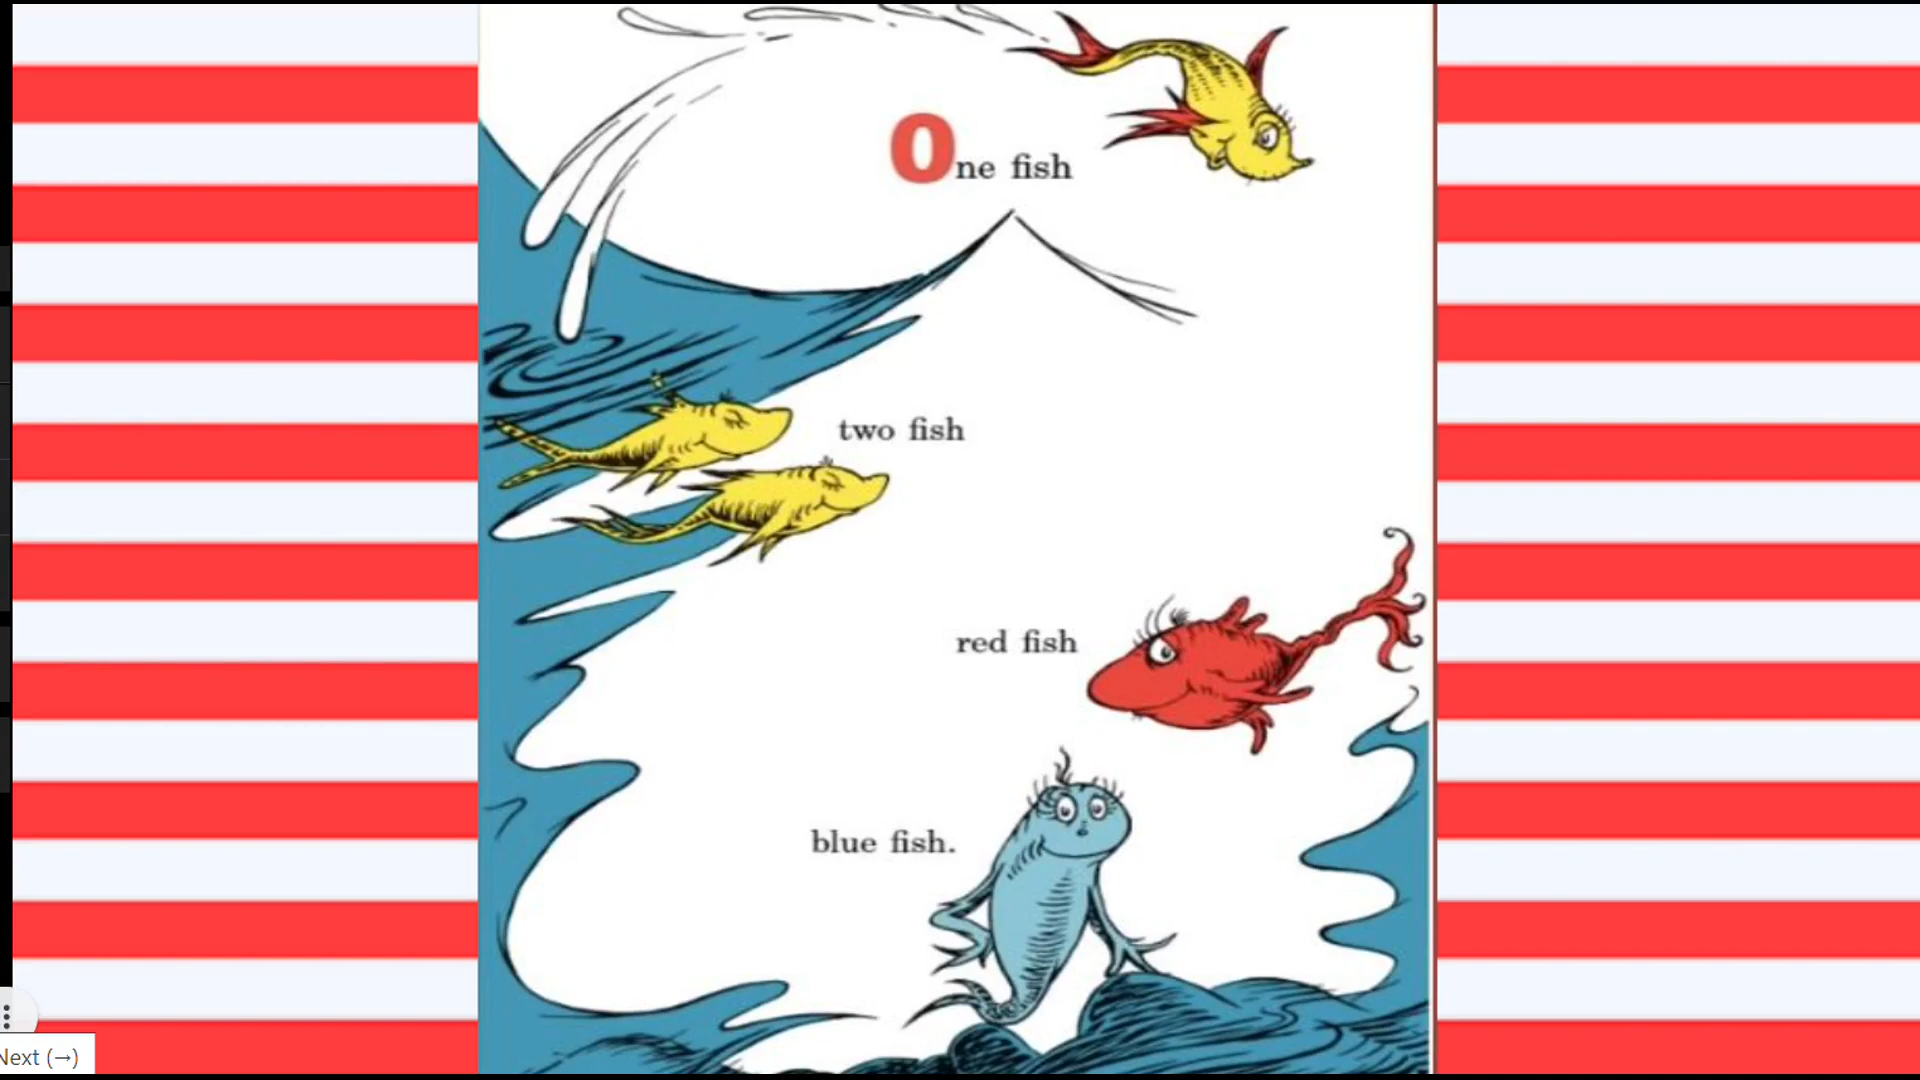 One fish
two fish
red fish
blue fish.
Next (→)